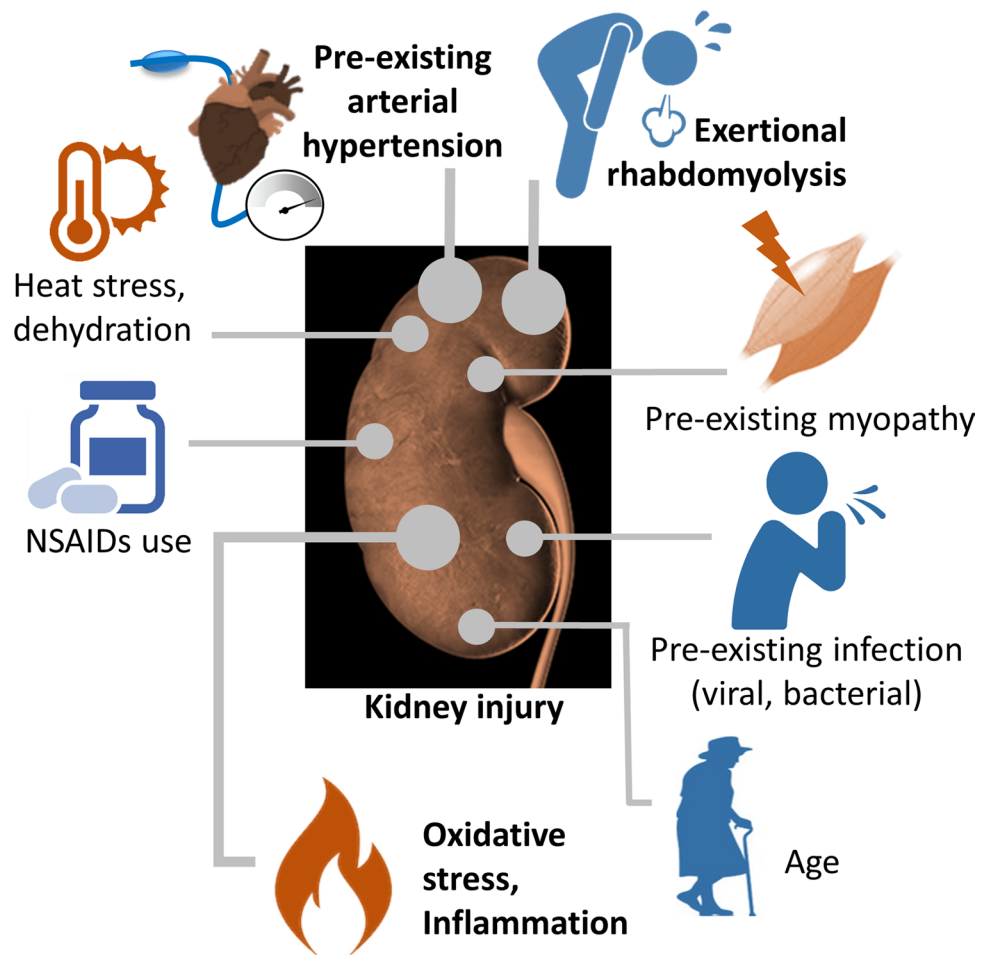 Pre-existing
arterial
hypertension
Exertional
rhabdomyolysis
Heat stress,
dehydration
Pre-existing myopathy
NSAIDs use
Pre-existing infection
(viral, bacterial)
Kidney injury
Oxidative
stress,
Inflammation
Age